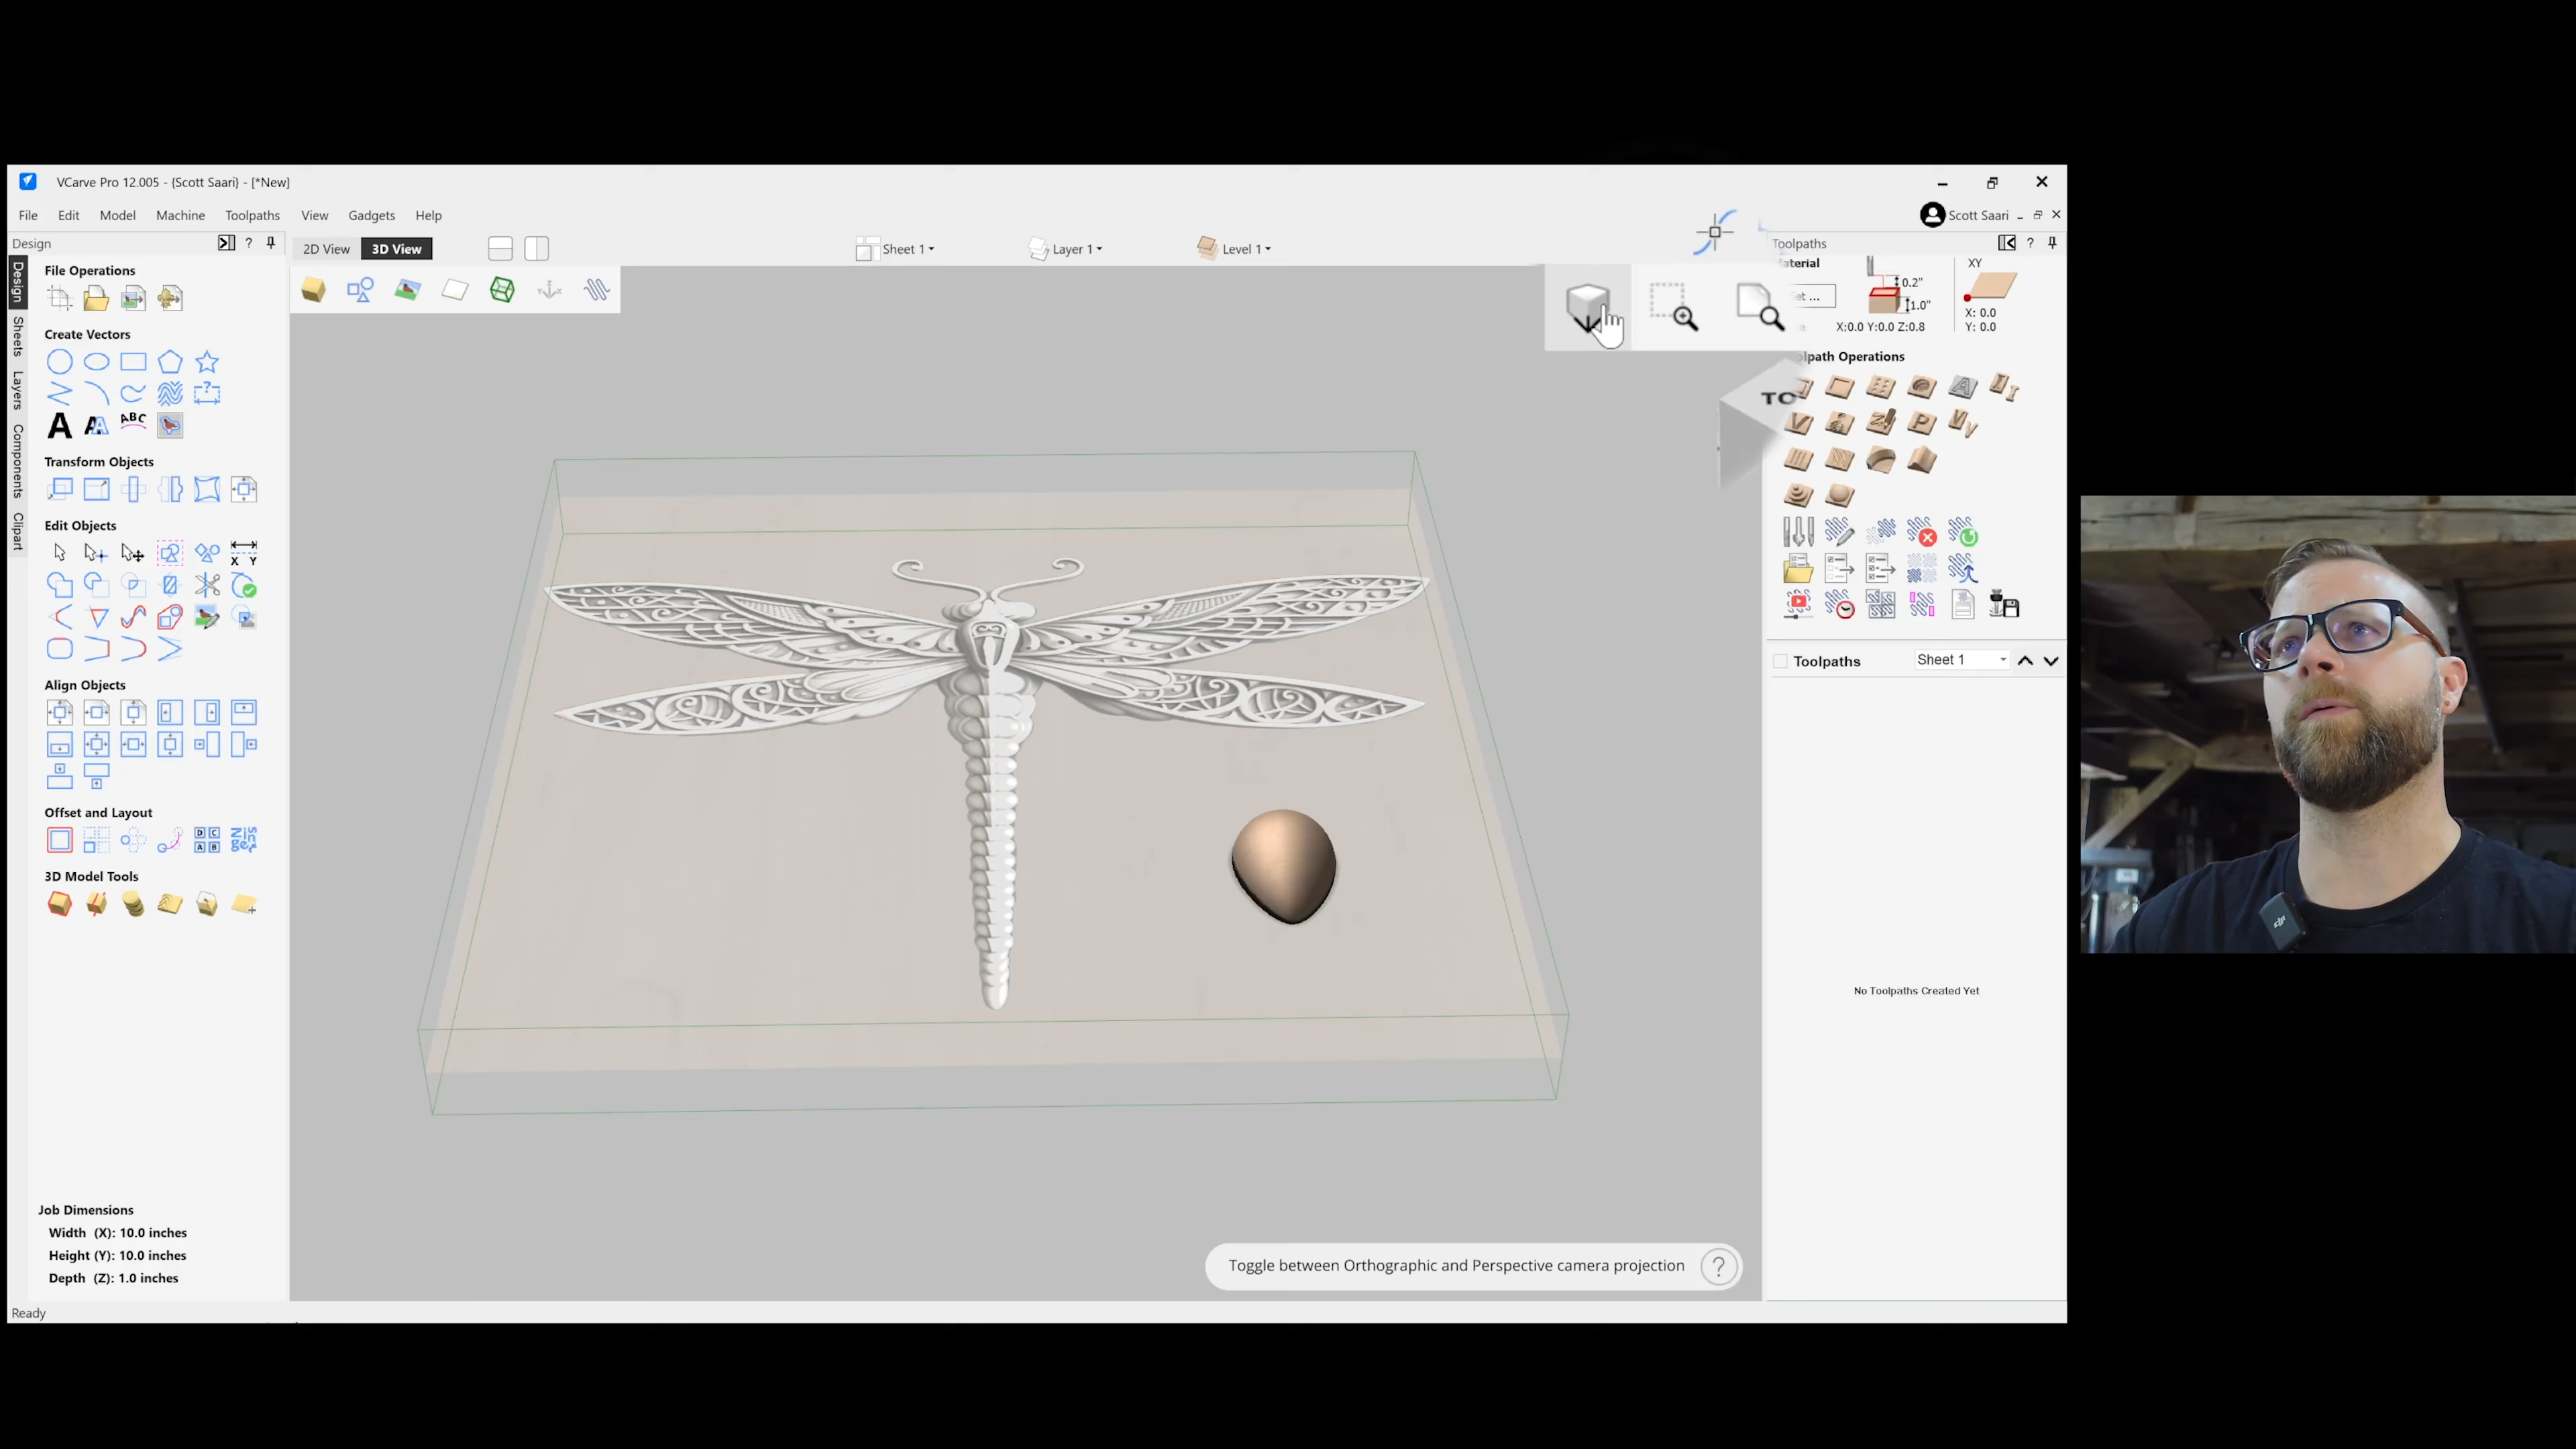 VCarve Pro 12.005 - (Scott Saari) - [*New]
File Edit Model Machine Toolpaths View Gadgets Help
Scott Saari
Design
2D View 3D View
Sheet 1
Layer 1
Level 1
Toolpaths
Design
Sheets
Layers
Components
Clipart
File Operations
Create Vectors
A
ABC
Transform Objects
Edit Objects
X Y
Align Objects
Offset and Layout
D C
A B
3D Model Tools
Job Dimensions
Width (X): 10.0 inches
Height (Y): 10.0 inches
Depth (Z): 1.0 inches
Ready
0.2"
1.0"
X:0.0 Y:0.0 Z:0.8
XY
X: 0.0
Y: 0.0
Toolpaths
Sheet 1
No Toolpaths Created Yet
Toggle between Orthographic and Perspective camera projection
?
dji